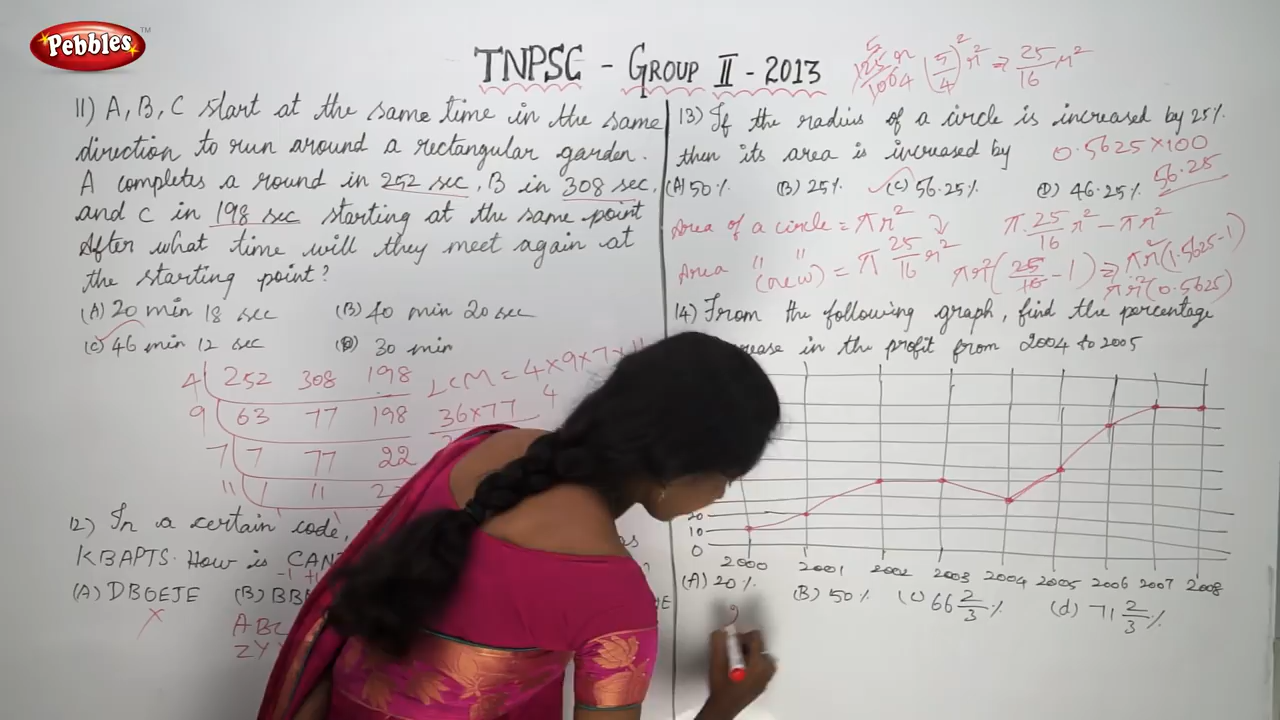 Pebbles
TM
TNPSC - GROUP II - 2013
11) A, B, C start at the same time in the same
direction to run around a rectangular garden.
A completes a round in 252 sec, B in 308 sec,
and C in 198 sec starting at the same point
After what time will they meet again at
the starting point?
(A) 20 min 18 sec (B) 40 min 20 sec
(C) 46 min 12 sec (D) 30 min
4 252 308 198
9 63 77 198
7 7 77 22
11 1 11
LCM = 4×9×7×11
36×77
12) In a certain code,
KBAPTS. How is
(A) DBGEJE (B)
X
13) If the radius of a circle is increased by 25%.
then its area is increased by
(A) 50% (B) 25% (C) 56.25% (D) 46.25%
(5/4)² r² ⇒ 25/16 r²
0.5625×100
56.25
Area of a circle = πr²
Area " " (new) = π 25/16 r²
π.25/16 r² - πr²
πr²(25/16 - 1) ⇒ πr²(1.5625-1)
πr²(0.5625)
14) From the following graph, find the percentage
in the profit from 2004 to 2005
20
10
0
2000 2001 2002 2003 2004 2005 2006 2007 2008
(A) 20% (B) 50% (C) 66 2/3 % (d) 71 2/3 %